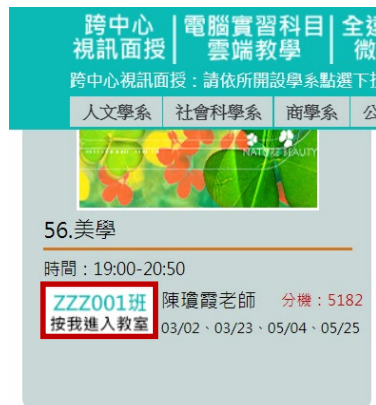 跨中心 電腦實習科目 全
視訊面授 雲端教學 微
跨中心視訊面授：請依所開設學系點選下
人文學系 社會科學系 商學系
NATURE BEAUTY
56.美學
時間：19:00-20:50
ZZZ001班 陳瓊霞老師 分機：5182
按我進入教室 03/02、03/23、05/04、05/25